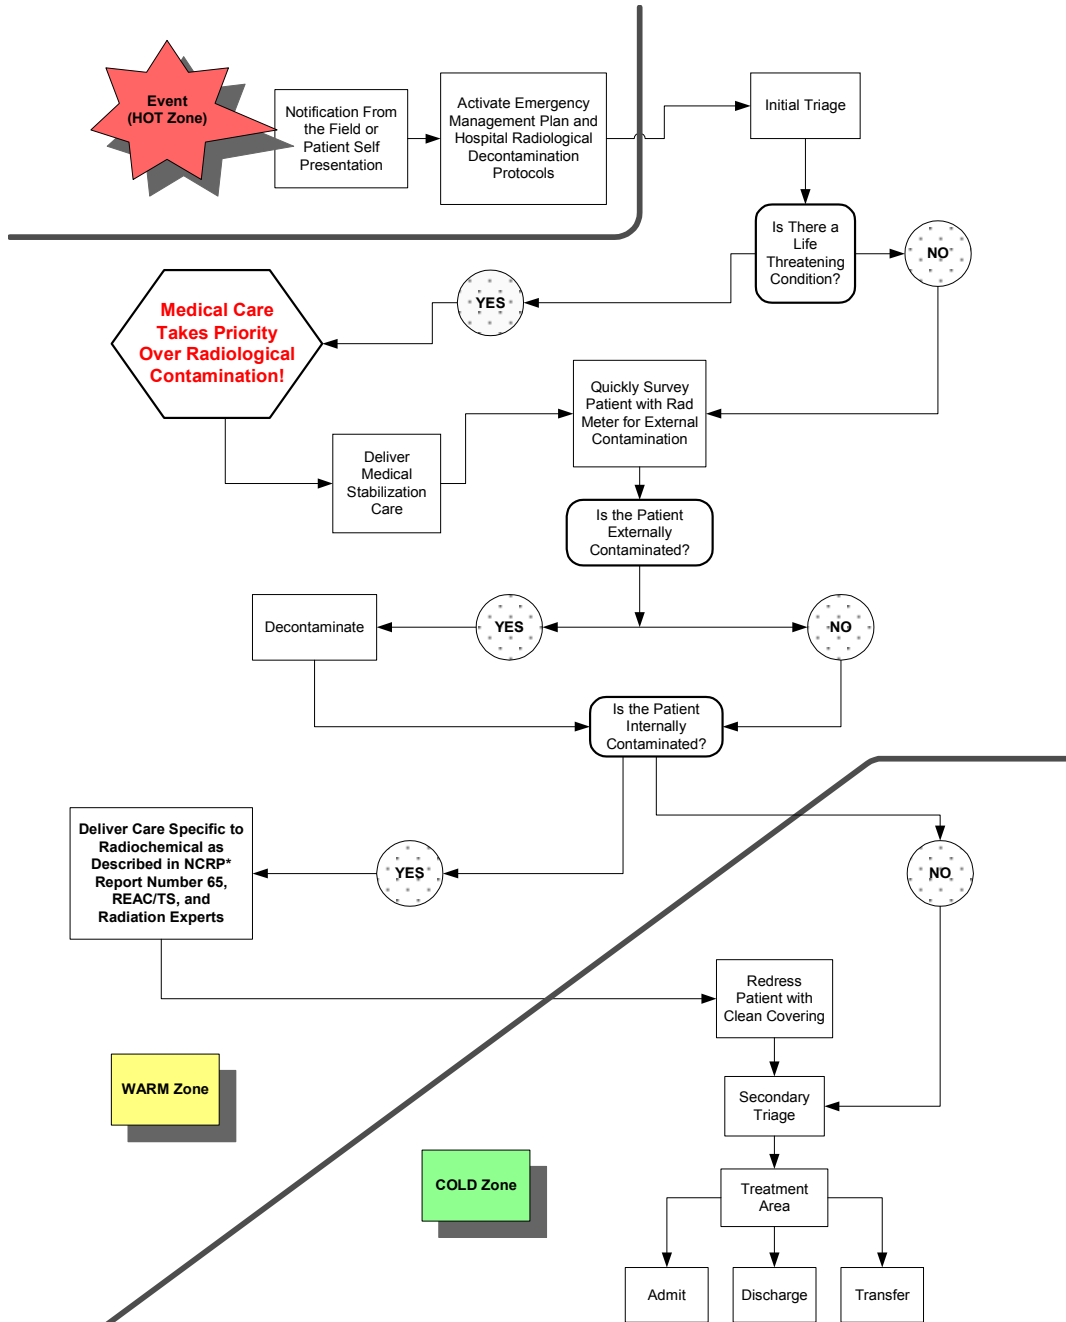 Event
(HOT Zone)
Notification From
the Field or
Patient Self
Presentation
Activate Emergency
Management Plan and
Hospital Radiological
Decontamination
Protocols
Initial Triage
Is There a
Life
Threatening
Condition?
NO
YES
Medical Care
Takes Priority
Over Radiological
Contamination!
Quickly Survey
Patient with Rad
Meter for External
Contamination
Deliver
Medical
Stabilization
Care
Is the Patient
Externally
Contaminated?
Decontaminate
YES
NO
Is the Patient
Internally
Contaminated?
Deliver Care Specific to
Radiochemical as
Described in NCRP*
Report Number 65,
REAC/TS, and
Radiation Experts
YES
NO
Redress
Patient with
Clean Covering
WARM Zone
Secondary
Triage
COLD Zone
Treatment
Area
Admit
Discharge
Transfer